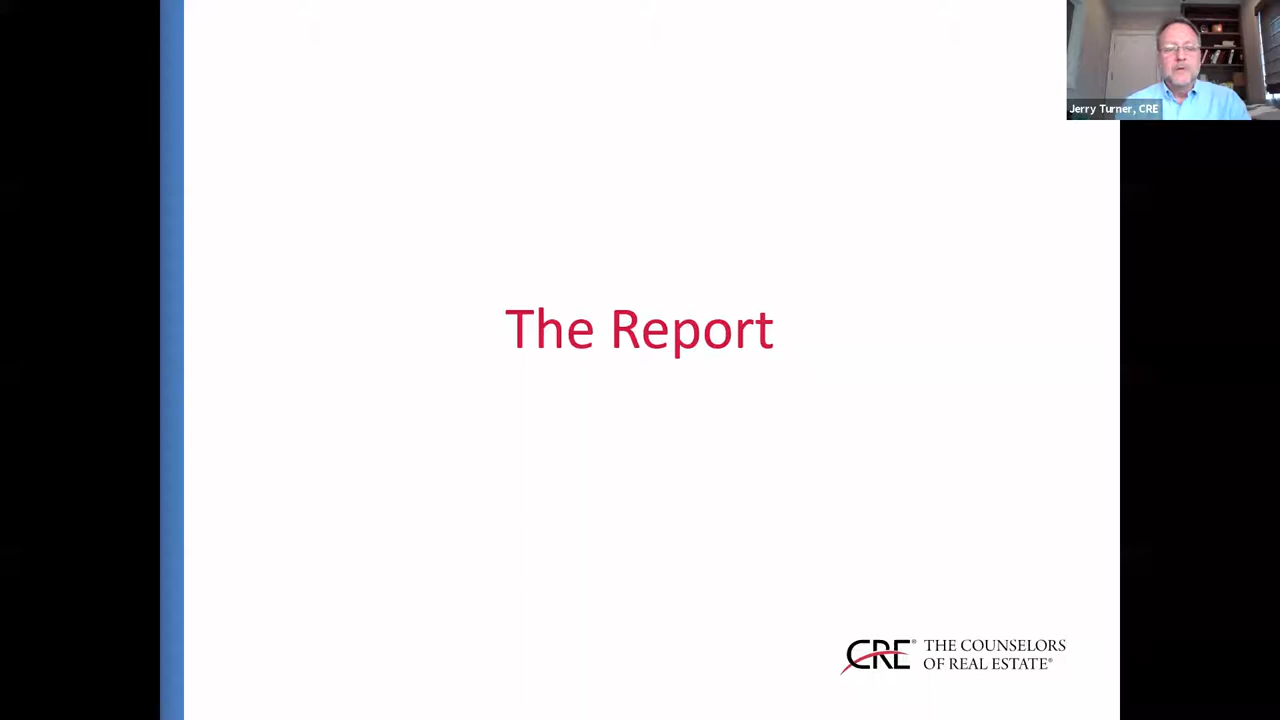 Jerry Turner, CRE
The Report
CRE® THE COUNSELORS
OF REAL ESTATE®